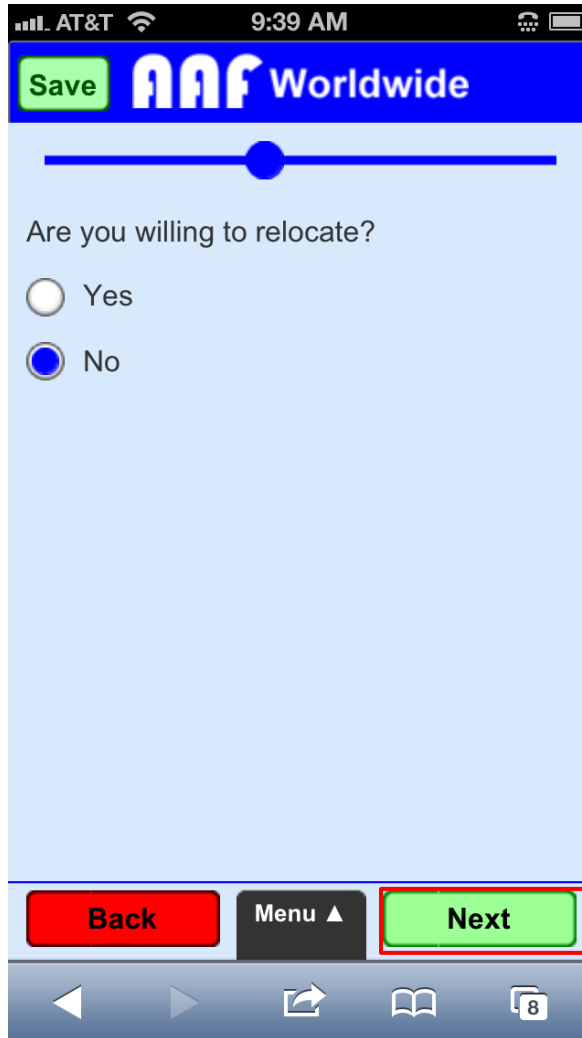 AT&T 9:39 AM
Save AAF Worldwide
Are you willing to relocate?
Yes
No
Back Menu ▲ Next
8